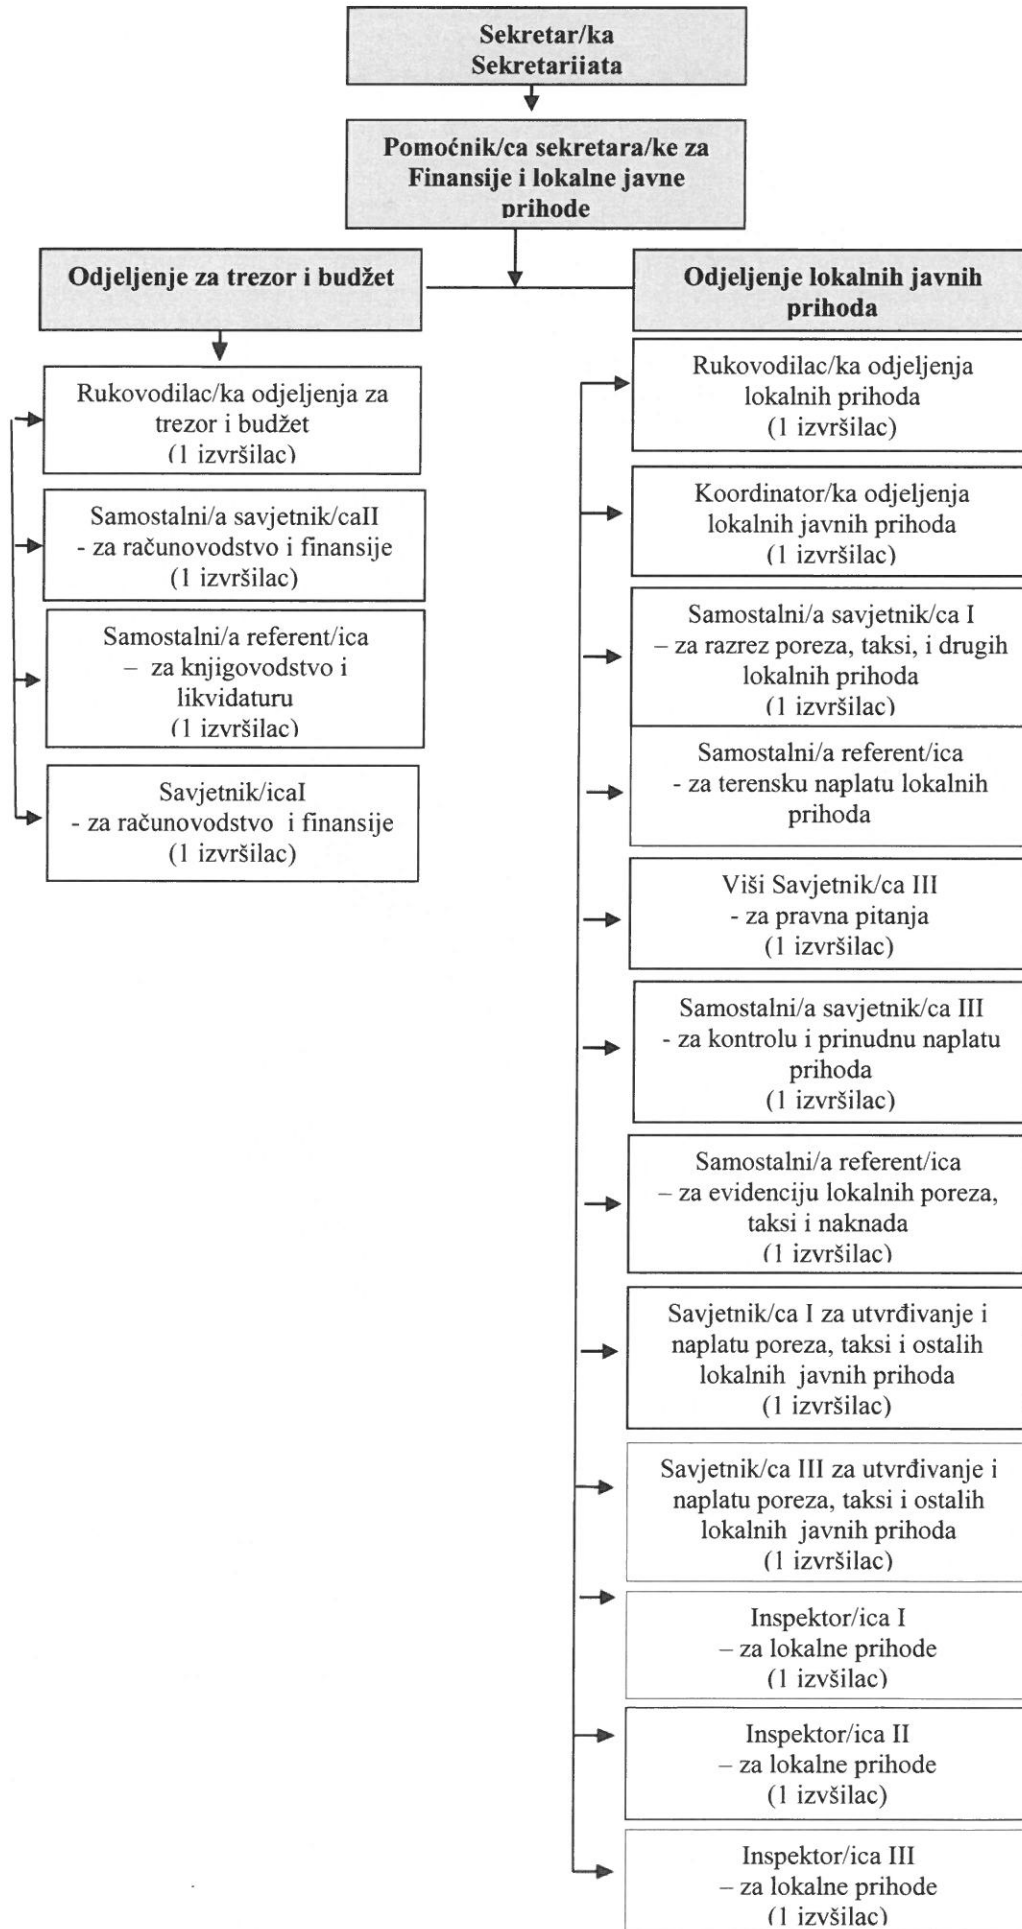 Sekretar/ka
Sekretarijata
Pomoćnik/ca sekretara/ke za
Finansije i lokalne javne
prihode
Odjeljenje za trezor i budžet
Rukovodilac/ka odjeljenja za
trezor i budžet
(1 izvršilac)
Samostalni/a savjetnik/caII
- za računovodstvo i finansije
(1 izvršilac)
Samostalni/a referent/ica
– za knjigovodstvo i
likvidaturu
(1 izvršilac)
Savjetnik/icaI
- za računovodstvo i finansije
(1 izvršilac)
Odjeljenje lokalnih javnih
prihoda
Rukovodilac/ka odjeljenja
lokalnih prihoda
(1 izvršilac)
Koordinator/ka odjeljenja
lokalnih javnih prihoda
(1 izvršilac)
Samostalni/a savjetnik/ca I
– za razrez poreza, taksi, i drugih
lokalnih prihoda
(1 izvršilac)
Samostalni/a referent/ica
- za terensku naplatu lokalnih
prihoda
Viši Savjetnik/ca III
- za pravna pitanja
(1 izvršilac)
Samostalni/a savjetnik/ca III
- za kontrolu i prinudnu naplatu
prihoda
(1 izvršilac)
Samostalni/a referent/ica
– za evidenciju lokalnih poreza,
taksi i naknada
(1 izvršilac)
Savjetnik/ca I za utvrđivanje i
naplatu poreza, taksi i ostalih
lokalnih javnih prihoda
(1 izvršilac)
Savjetnik/ca III za utvrđivanje i
naplatu poreza, taksi i ostalih
lokalnih javnih prihoda
(1 izvršilac)
Inspektor/ica I
– za lokalne prihode
(1 izvšilac)
Inspektor/ica II
– za lokalne prihode
(1 izvšilac)
Inspektor/ica III
– za lokalne prihode
(1 izvšilac)